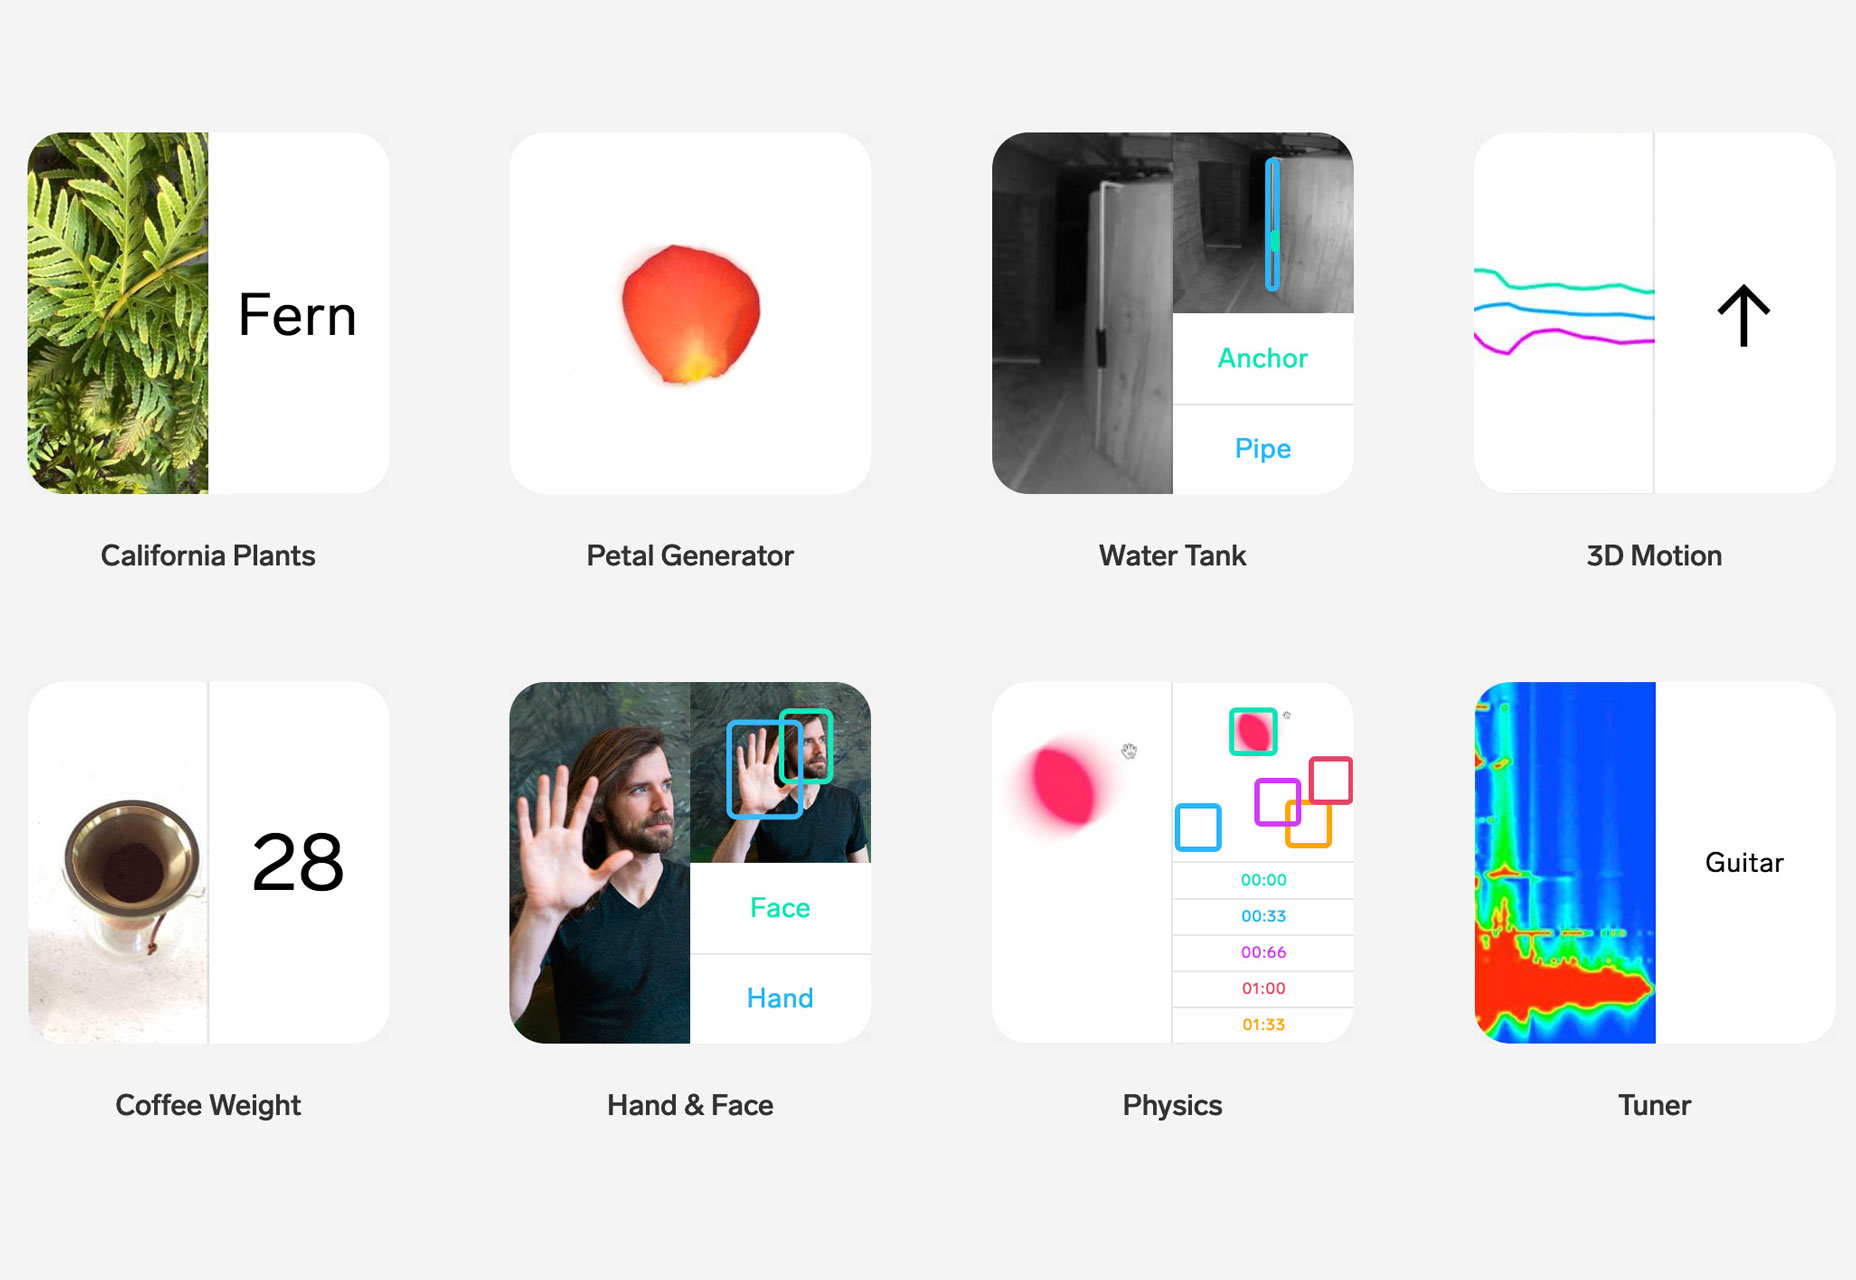 Fern
Anchor
Pipe
California Plants
Petal Generator
Water Tank
3D Motion
28
Face
Hand
00:00
00:33
00:66
01:00
01:33
Guitar
Coffee Weight
Hand & Face
Physics
Tuner